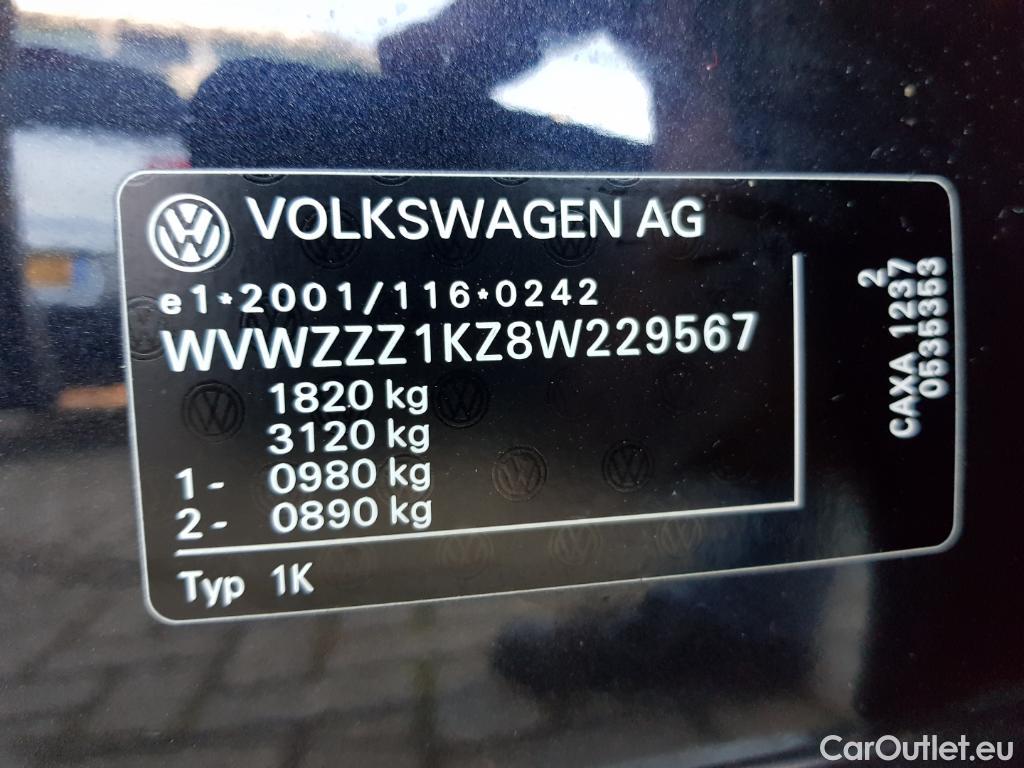 VOLKSWAGEN AG
e1*2001/116*0242
WVWZZZ1KZ8W229567
1820 kg
3120 kg
1- 0980 kg
2- 0890 kg
Typ 1K
2
CAXA 1237
0535353
CarOutlet.eu